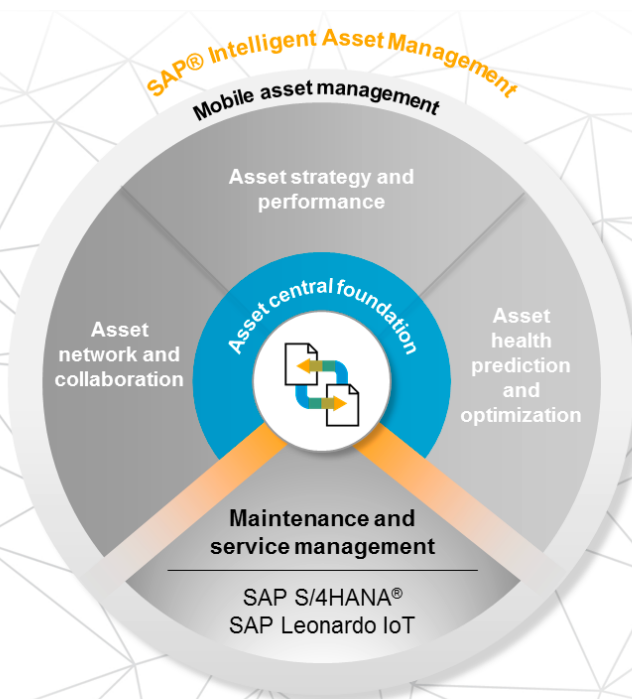 SAP® Intelligent Asset Management
Mobile asset management
Asset strategy and
performance
Asset central foundation
Asset
network and
collaboration
Asset
health
prediction
and
optimization
Maintenance and
service management
SAP S/4HANA®
SAP Leonardo IoT